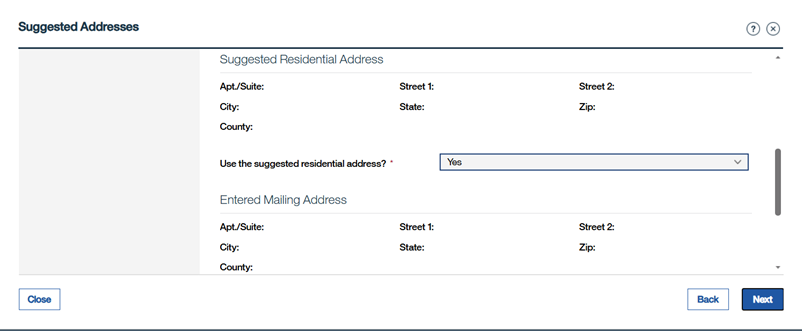 Suggested Addresses
?
Suggested Residential Address
Apt./Suite: Street 1: Street 2:
City: State: Zip:
County:
Use the suggested residential address? * Yes
Entered Mailing Address
Apt./Suite: Street 1: Street 2:
City: State: Zip:
County:
Close Back Next